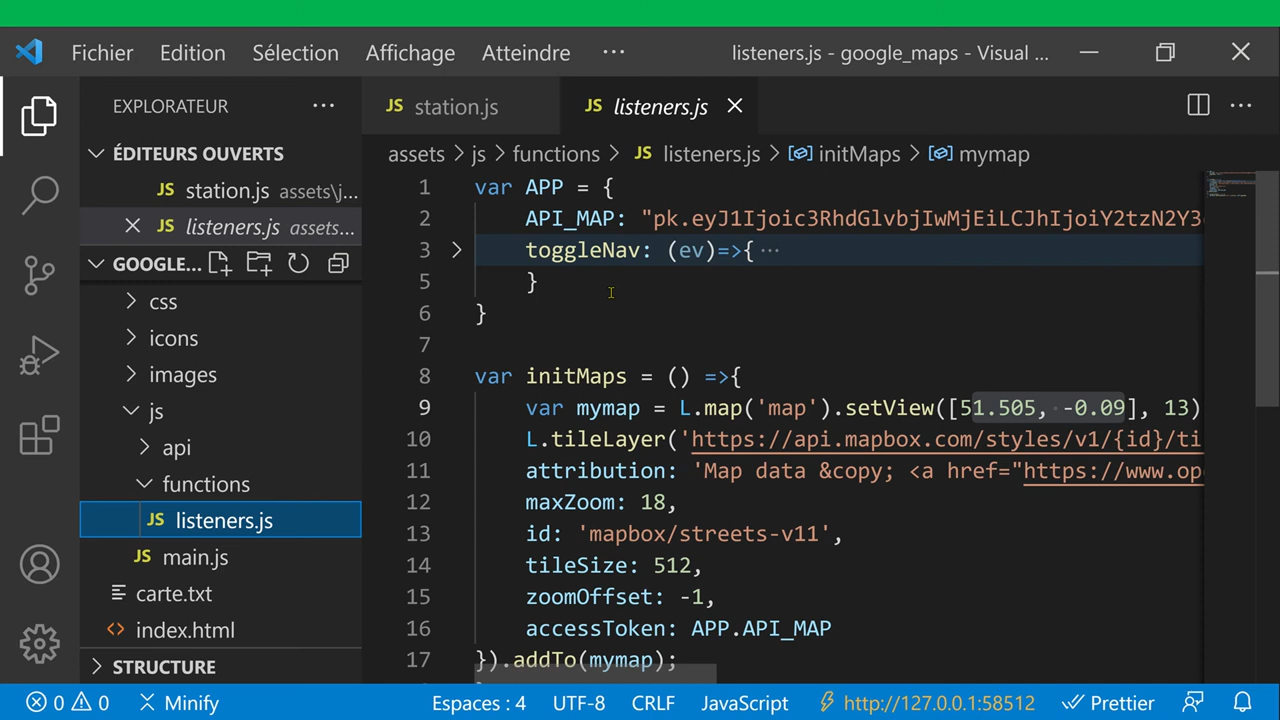 Fichier Edition Sélection Affichage Atteindre ··· listeners.js - google_maps - Visual ...
EXPLORATEUR ···
JS station.js JS listeners.js
ÉDITEURS OUVERTS
JS station.js assets\j...
JS listeners.js assets...
GOOGLE...
css
icons
images
js
api
functions
JS listeners.js
JS main.js
carte.txt
<> index.html
STRUCTURE
assets > js > functions > JS listeners.js > initMaps > mymap
1 var APP = {
2 API_MAP: "pk.eyJ1Ijoic3RhdGlvbjIwMjEiLCJhIjoiY2tzN2Y3
3 toggleNav: (ev)=>{ ···
5 }
6 }
7
8 var initMaps = () =>{
9 var mymap = L.map('map').setView([51.505, -0.09], 13)
10 L.tileLayer('https://api.mapbox.com/styles/v1/{id}/ti
11 attribution: 'Map data &copy; <a href="https://www.ope
12 maxZoom: 18,
13 id: 'mapbox/streets-v11',
14 tileSize: 512,
15 zoomOffset: -1,
16 accessToken: APP.API_MAP
17 }).addTo(mymap);
0 0 Minify Espaces : 4 UTF-8 CRLF JavaScript http://127.0.0.1:58512 Prettier